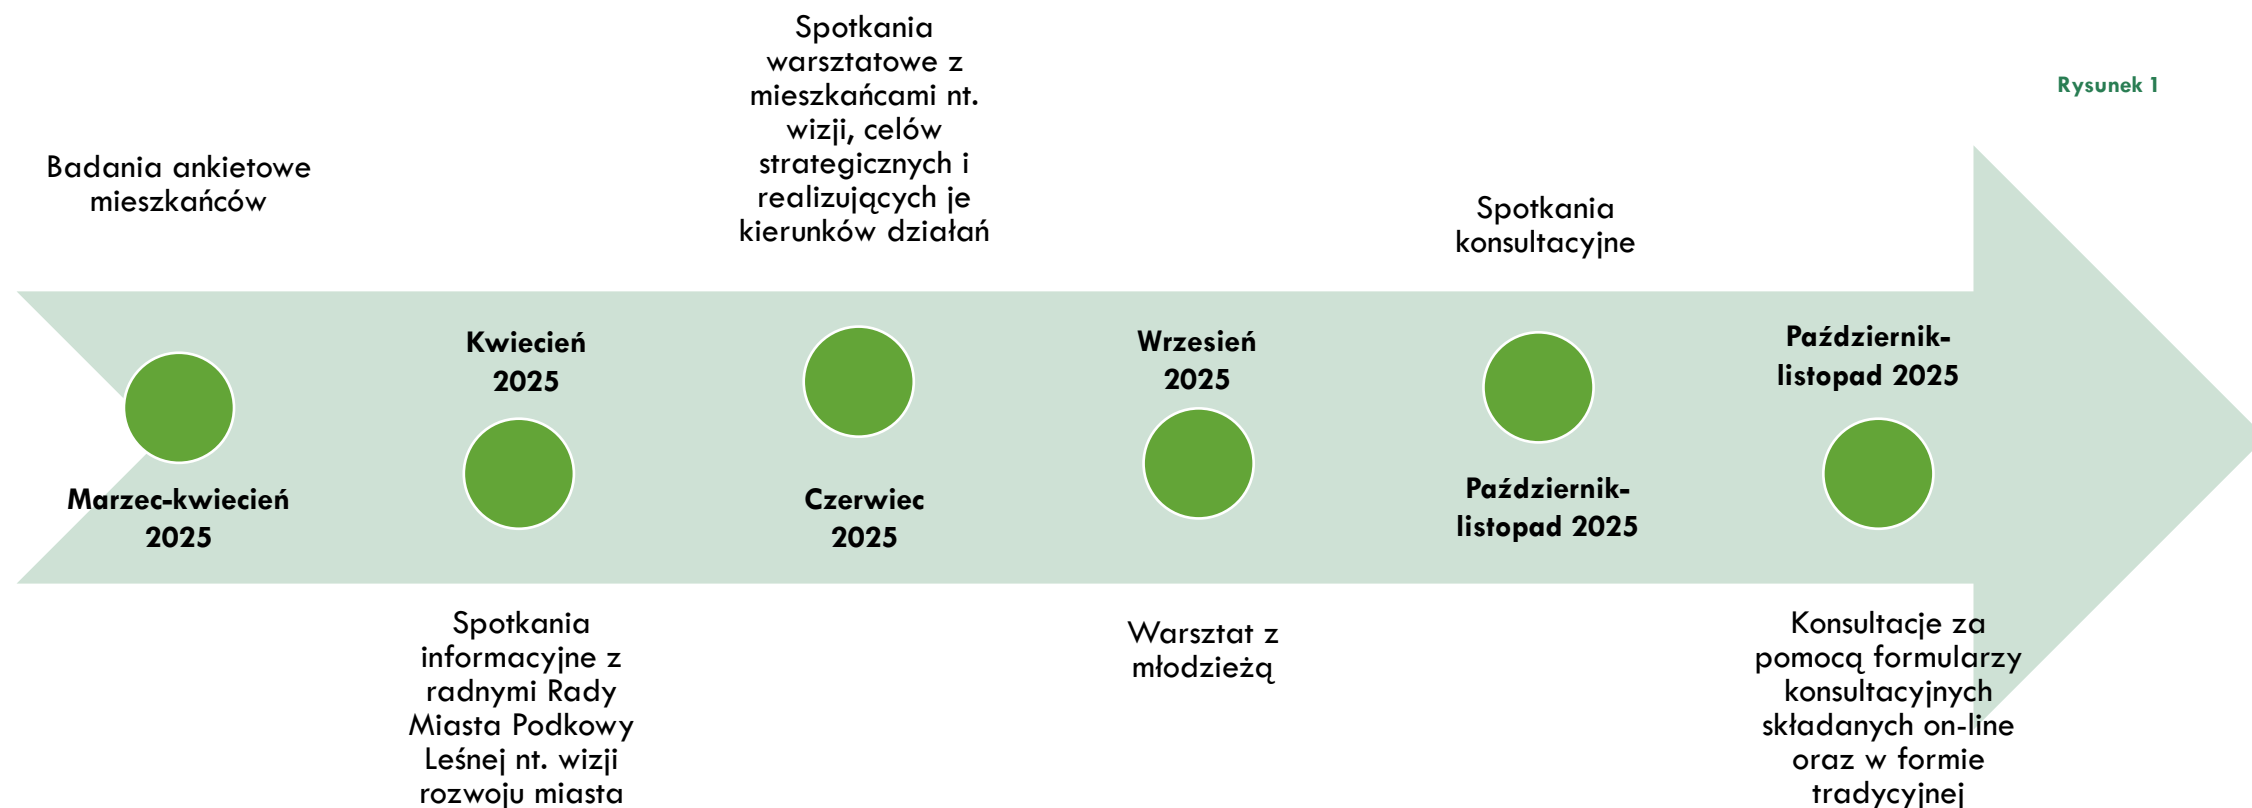 Rysunek 1
Badania ankietowe
mieszkańców
Marzec-kwiecień
2025
Kwiecień
2025
Spotkania
informacyjne z
radnymi Rady
Miasta Podkowy
Leśnej nt. wizji
rozwoju miasta
Spotkania
warsztatowe z
mieszkańcami nt.
wizji, celów
strategicznych i
realizujących je
kierunków działań
Czerwiec
2025
Wrzesień
2025
Warsztat z
młodzieżą
Spotkania
konsultacyjne
Październik-
listopad 2025
Październik-
listopad 2025
Konsultacje za
pomocą formularzy
konsultacyjnych
składanych on-line
oraz w formie
tradycyjnej